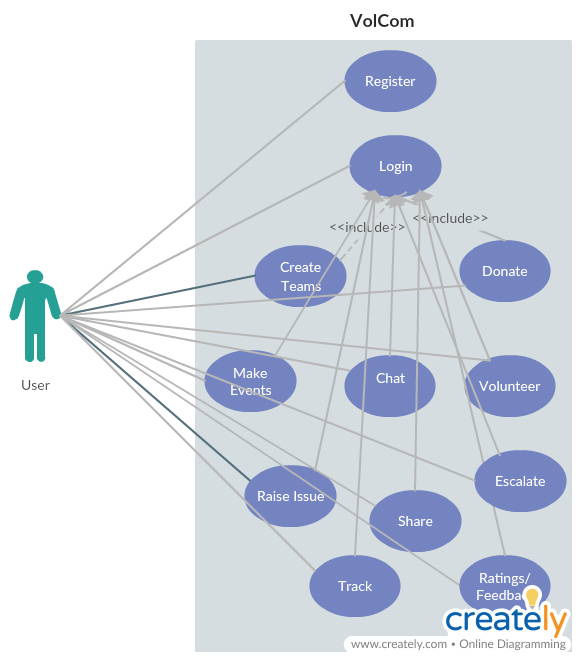 VolCom
Register
Login
<<include>>
<<include>>
Create
Teams
Donate
User
Make
Events
Chat
Volunteer
Escalate
Raise Issue
Share
Track
Ratings/
Feedback
creately
www.creately.com • Online Diagramming